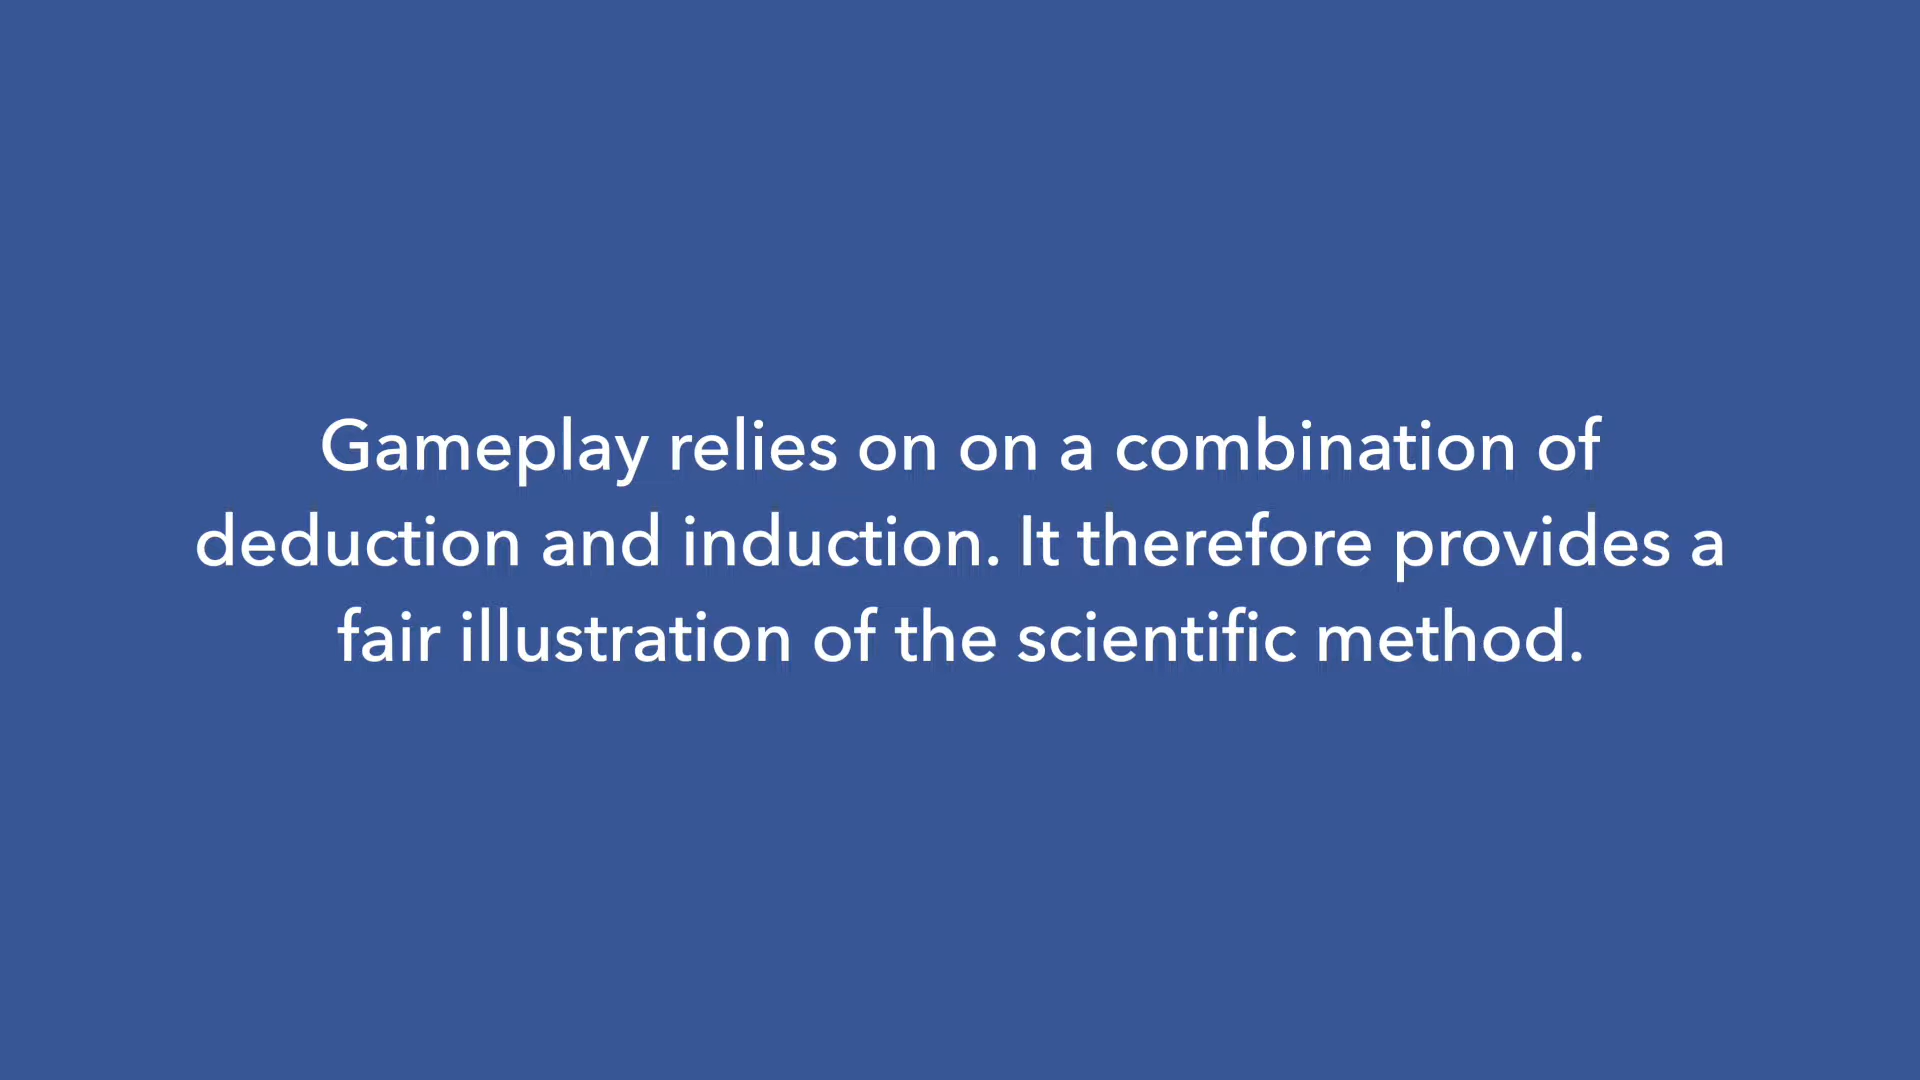 Gameplay relies on on a combination of
deduction and induction. It therefore provides a
fair illustration of the scientific method.